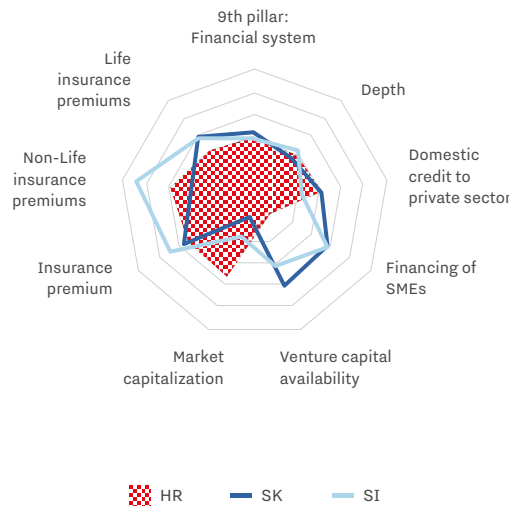 9th pillar:
Financial system
Life
insurance
premiums
Depth
Non-Life
insurance
premiums
Domestic
credit to
private sector
Insurance
premium
Financing of
SMEs
Market
capitalization
Venture capital
availability
HR
SK
SI